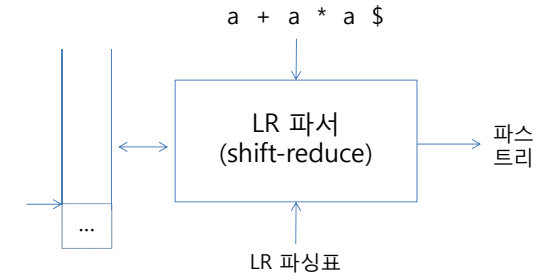 a + a * a $
LR 파서
(shift-reduce)
파스
트리
...
LR 파싱표